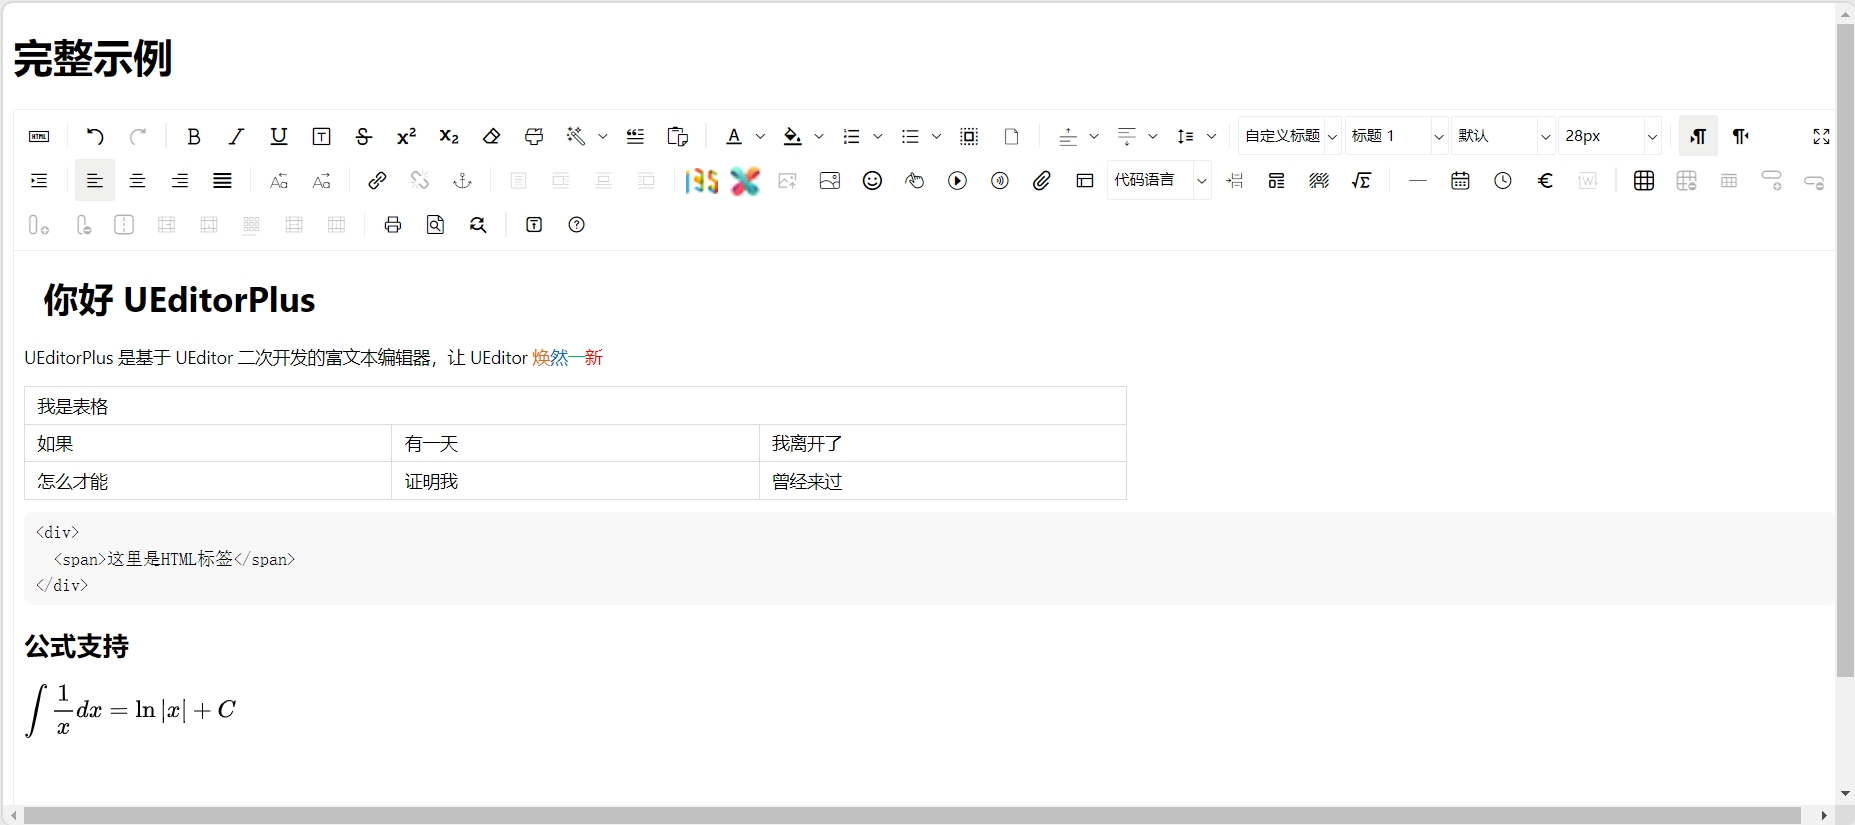 完整示例
HTML
自定义标题 标题 1 默认 28px
135
代码语言
你好 UEditorPlus
UEditorPlus 是基于 UEditor 二次开发的富文本编辑器，让 UEditor 焕然一新
我是表格
如果 有一天 我离开了
怎么才能 证明我 曾经来过
<div>
  <span>这里是HTML标签</span>
</div>
公式支持
∫ 1/x dx = ln |x| + C